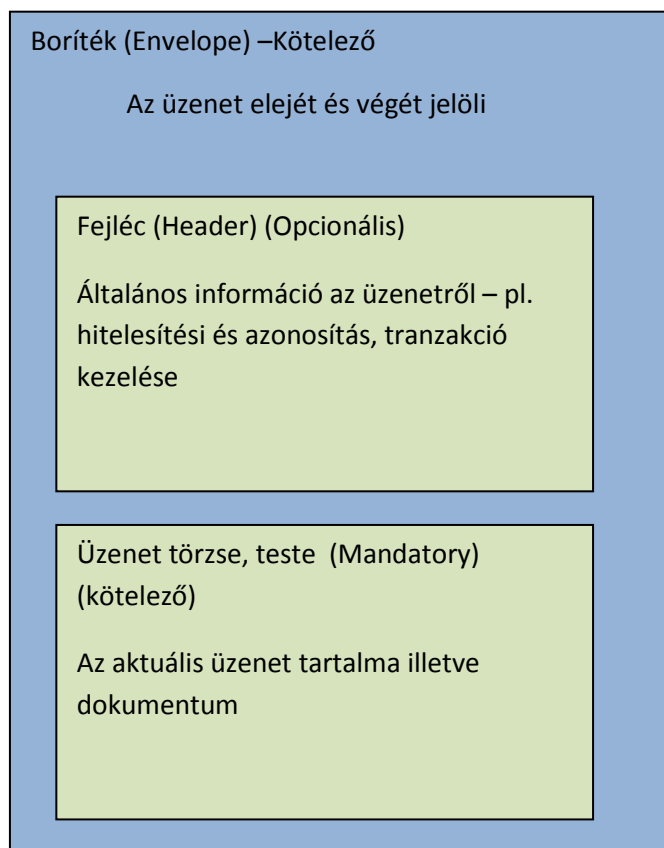 Boríték (Envelope) –Kötelező
Az üzenet elejét és végét jelöli
Fejléc (Header) (Opcionális)
Általános információ az üzenetről – pl.
hitelesítési és azonosítás, tranzakció
kezelése
Üzenet törzse, teste  (Mandatory)
(kötelező)
Az aktuális üzenet tartalma illetve
dokumentum